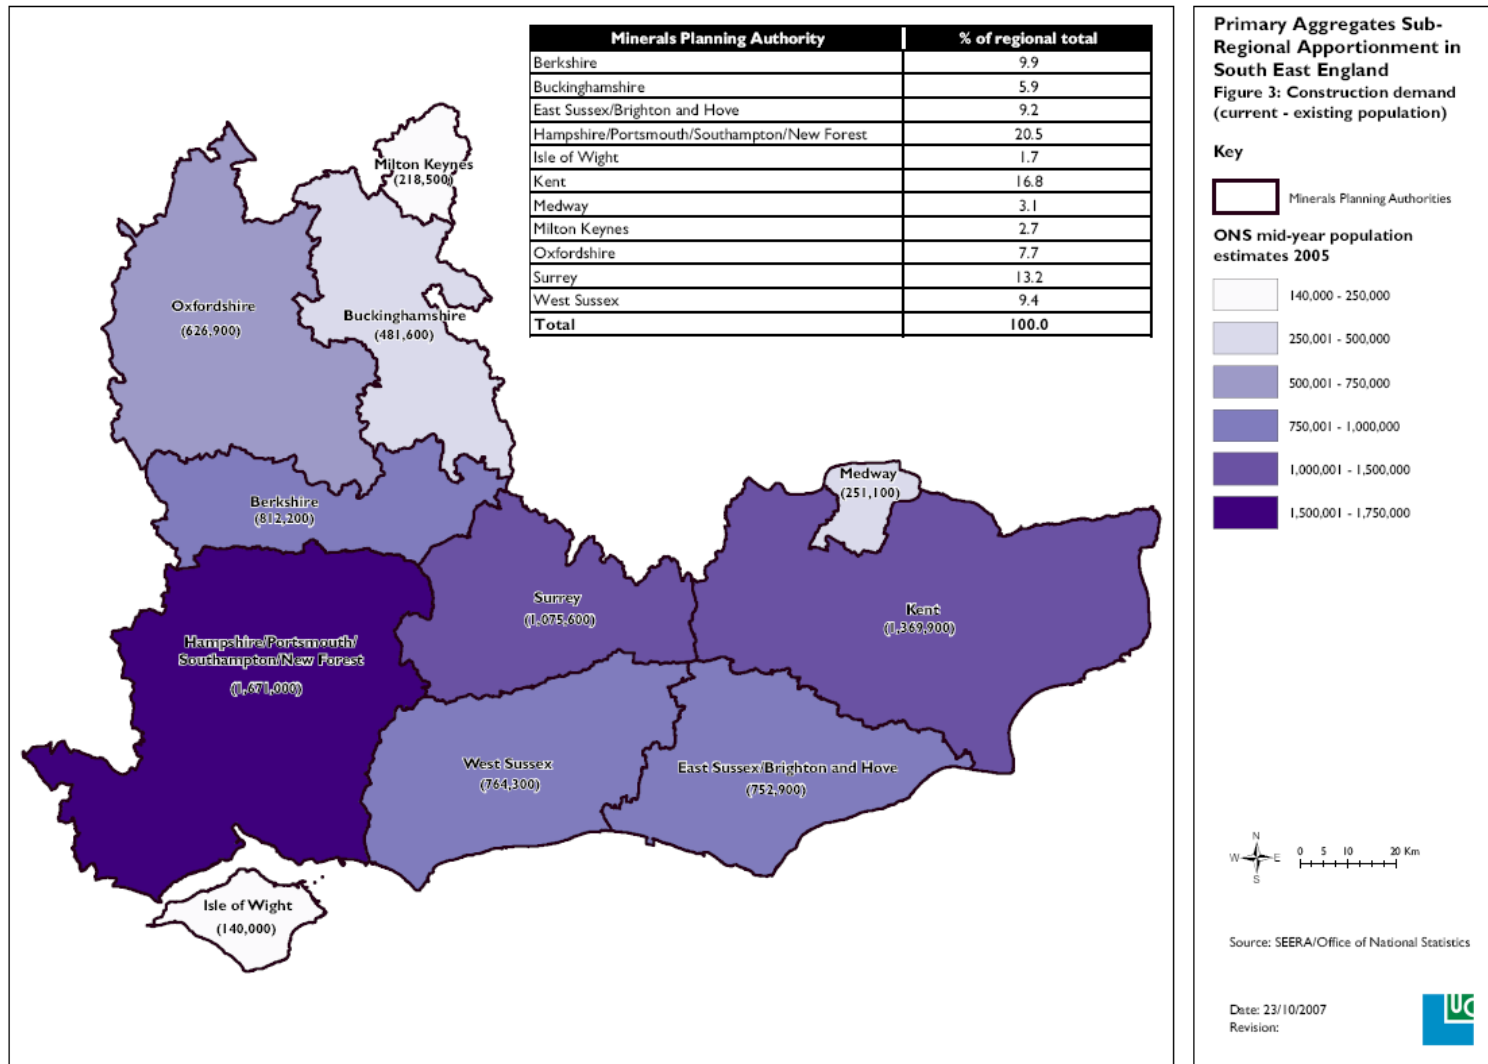 Minerals Planning Authority % of regional total
Berkshire 9.9
Buckinghamshire 5.9
East Sussex/Brighton and Hove 9.2
Hampshire/Portsmouth/Southampton/New Forest 20.5
Isle of Wight 1.7
Kent 16.8
Medway 3.1
Milton Keynes 2.7
Oxfordshire 7.7
Surrey 13.2
West Sussex 9.4
Total 100.0
Milton Keynes
(218,500)
Oxfordshire
(626,900)
Buckinghamshire
(481,600)
Berkshire
(812,200)
Medway
(251,100)
Surrey
(1,075,600)
Kent
(1,369,900)
Hampshire/Portsmouth/
Southampton/New Forest
(1,671,000)
West Sussex
(764,300)
East Sussex/Brighton and Hove
(752,900)
Isle of Wight
(140,000)
Primary Aggregates Sub-
Regional Apportionment in
South East England
Figure 3: Construction demand
(current - existing population)
Key
Minerals Planning Authorities
ONS mid-year population
estimates 2005
140,000 - 250,000
250,001 - 500,000
500,001 - 750,000
750,001 - 1,000,000
1,000,001 - 1,500,000
1,500,001 - 1,750,000
N
W E
S
0 5 10 20 Km
Source: SEERA/Office of National Statistics
Date: 23/10/2007
Revision:
LUC